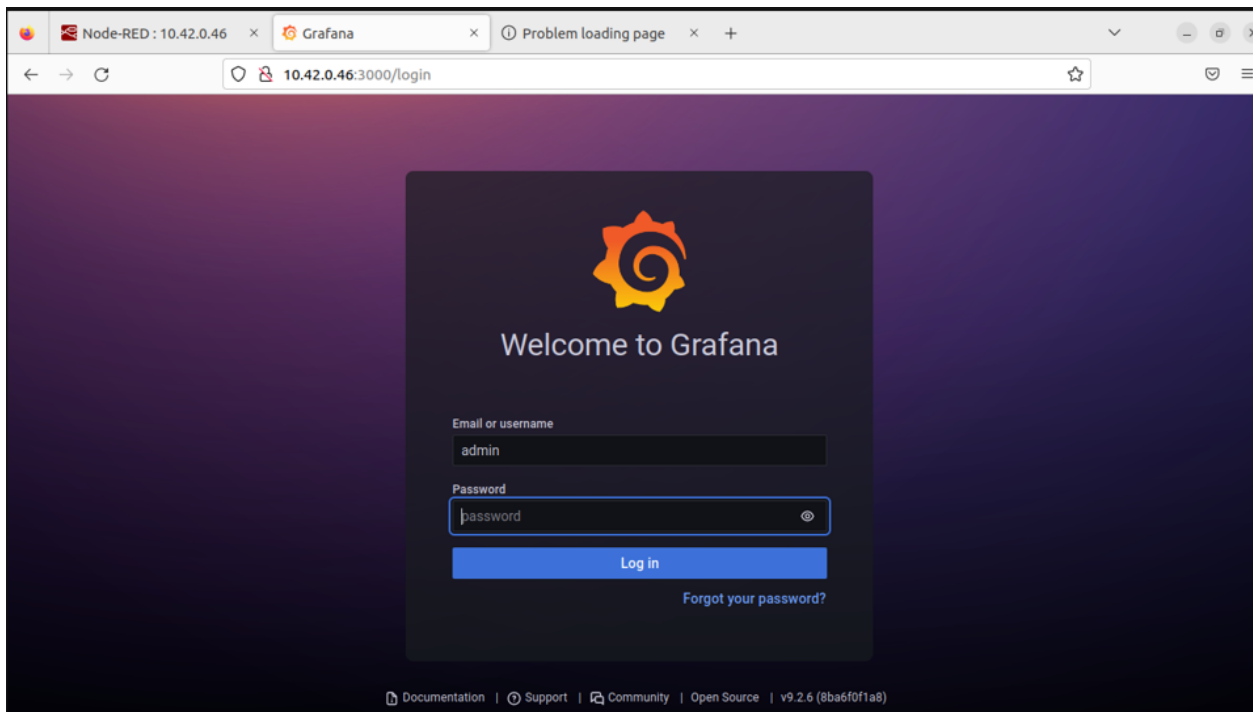 Node-RED : 10.42.0.46
Grafana
Problem loading page
10.42.0.46:3000/login
Welcome to Grafana
Email or username
admin
Password
password
Log in
Forgot your password?
Documentation | Support | Community | Open Source | v9.2.6 (8ba6f0f1a8)